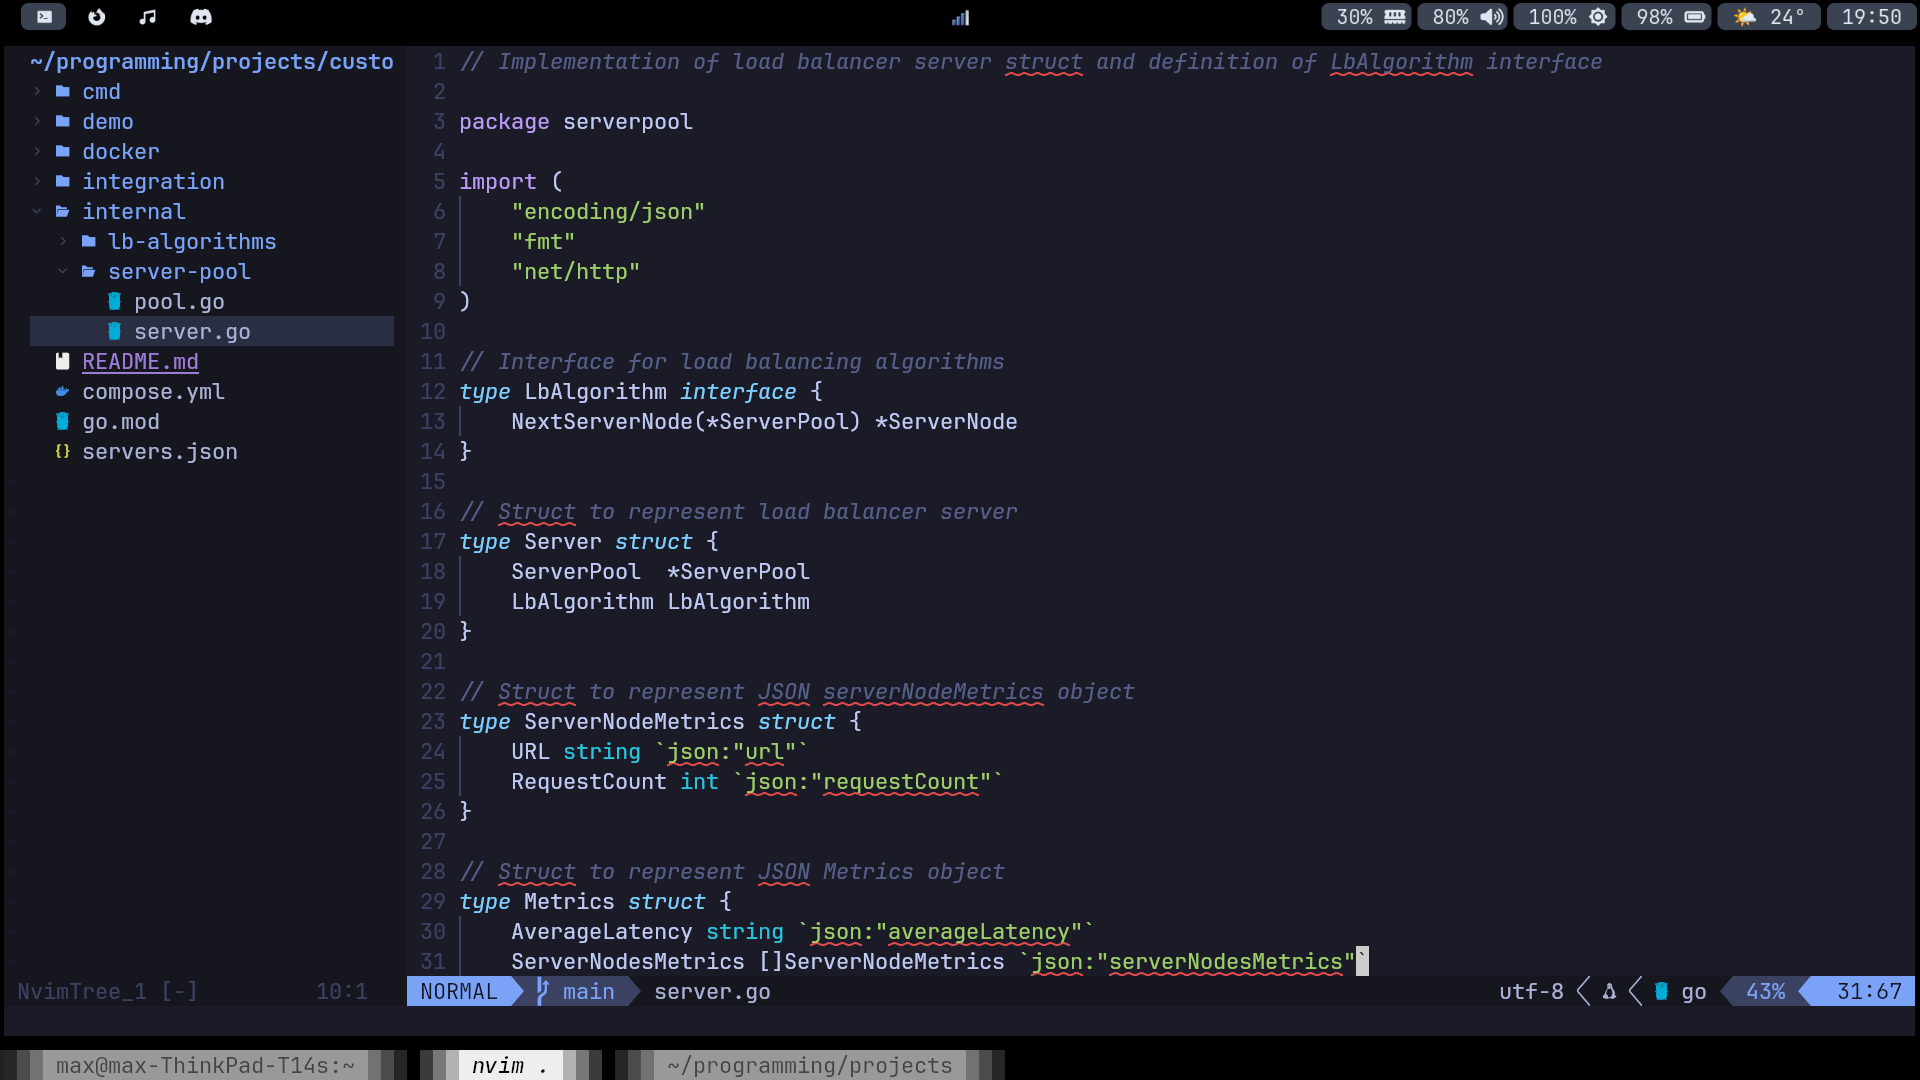 30% 80% 100% 98% 24° 19:50
~/programming/projects/custo
cmd
demo
docker
integration
internal
lb-algorithms
server-pool
pool.go
server.go
README.md
compose.yml
go.mod
{} servers.json
1 // Implementation of load balancer server struct and definition of LbAlgorithm interface
2
3 package serverpool
4
5 import (
6     "encoding/json"
7     "fmt"
8     "net/http"
9 )
10
11 // Interface for load balancing algorithms
12 type LbAlgorithm interface {
13     NextServerNode(*ServerPool) *ServerNode
14 }
15
16 // Struct to represent load balancer server
17 type Server struct {
18     ServerPool  *ServerPool
19     LbAlgorithm LbAlgorithm
20 }
21
22 // Struct to represent JSON serverNodeMetrics object
23 type ServerNodeMetrics struct {
24     URL string `json:"url"`
25     RequestCount int `json:"requestCount"`
26 }
27
28 // Struct to represent JSON Metrics object
29 type Metrics struct {
30     AverageLatency string `json:"averageLatency"`
31     ServerNodesMetrics []ServerNodeMetrics `json:"serverNodesMetrics"`
NvimTree_1 [-] 10:1
NORMAL main server.go utf-8 go 43% 31:67
max@max-ThinkPad-T14s:~ nvim . ~/programming/projects